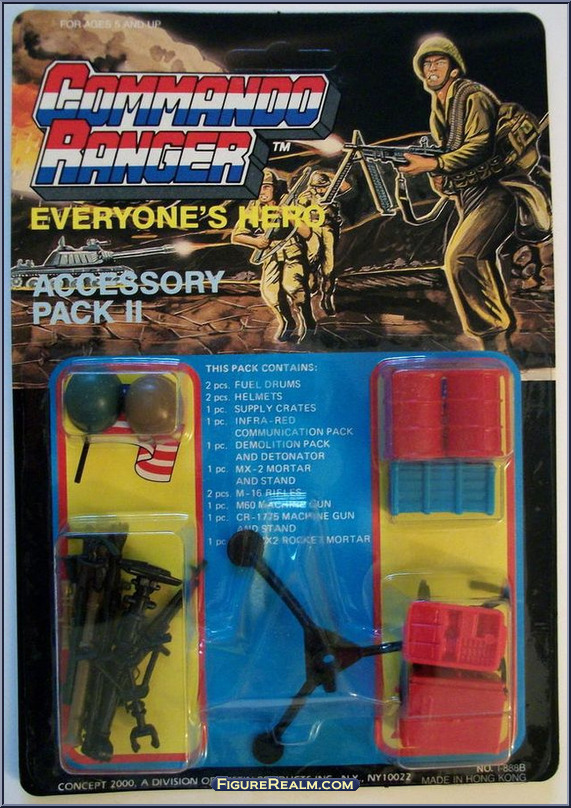 FOR AGES 5 AND UP
COMMANDO
RANGER™
EVERYONE'S HERO
ACCESSORY
PACK II
THIS PACK CONTAINS:
2 pcs. FUEL DRUMS
2 pcs. HELMETS
1 pc. SUPPLY CRATES
1 pc. INFRA-RED
COMMUNICATION PACK
1 pc. DEMOLITION PACK
AND DETONATOR
1 pc. MX-2 MORTAR
AND STAND
2 pcs. M-16 RIFLES
1 pc. M60 MACHINE GUN
1 pc. CR-1775 MACHINE GUN
AND STAND
1 pc. ROCKET MORTAR
NO. 1-888B
CONCEPT 2000, A DIVISION OF PRODUCTS INC., N.Y., NY10022 MADE IN HONG KONG
FIGUREREALM.COM